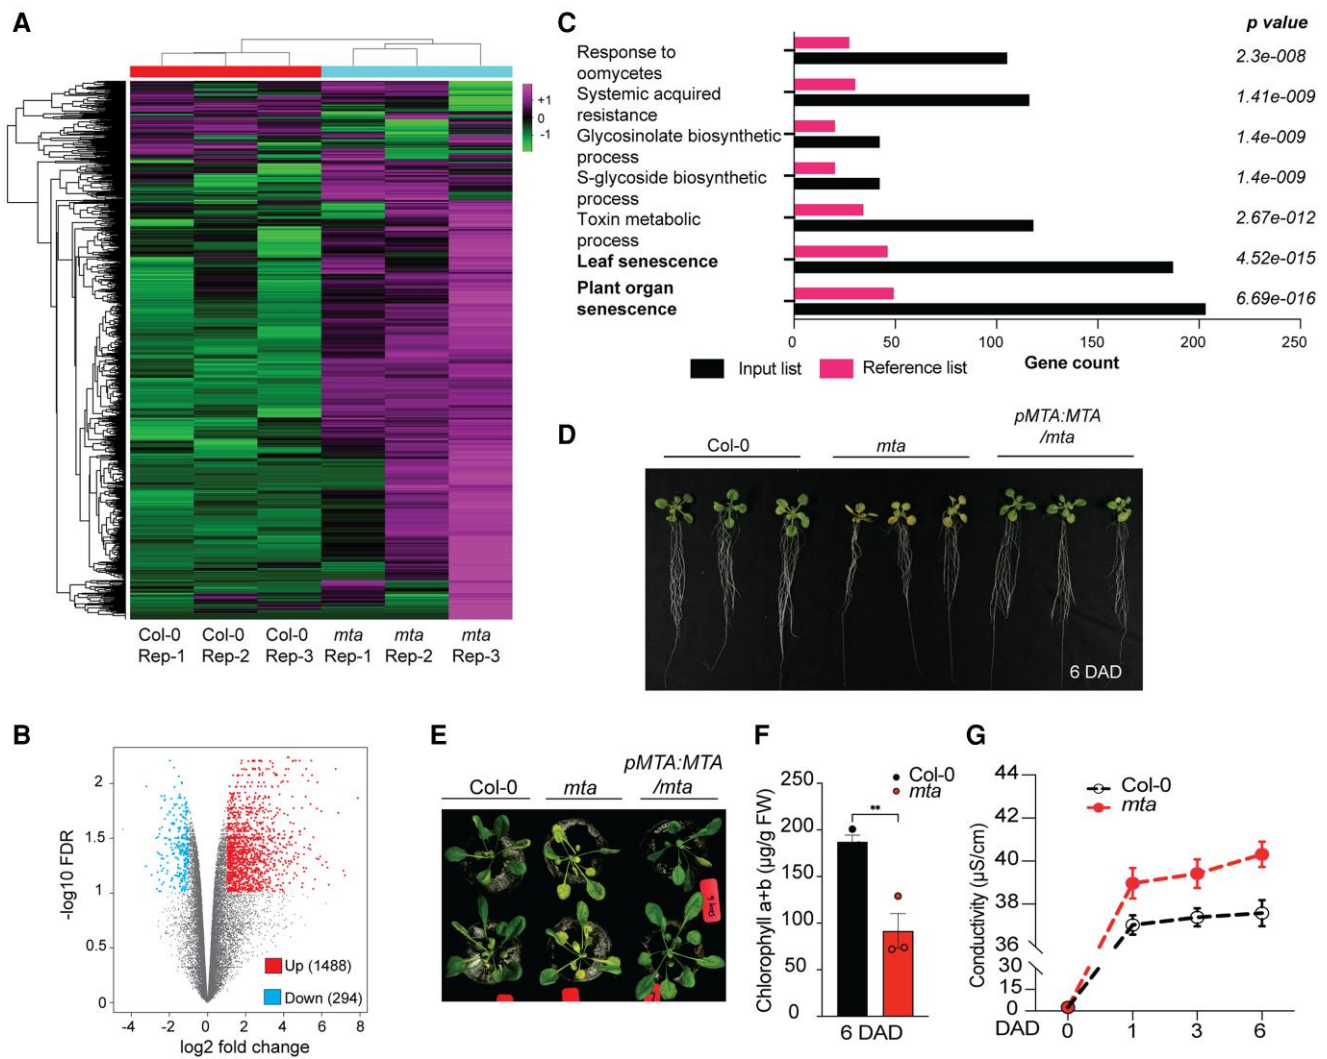 A
+1
0
-1
Col-0 Rep-1
Col-0 Rep-2
Col-0 Rep-3
mta Rep-1
mta Rep-2
mta Rep-3
B
-log10 FDR
2
1.5
1
0.5
0
Up (1488)
Down (294)
-4 -2 0 2 4 6 8
log2 fold change
C
p value
Response to
oomycetes
2.3e-008
Systemic acquired
resistance
1.41e-009
Glycosinolate biosynthetic
process
1.4e-009
S-glycoside biosynthetic
process
1.4e-009
Toxin metabolic
process
2.67e-012
Leaf senescence
4.52e-015
Plant organ
senescence
6.69e-016
0 50 100 150 200 250
Gene count
Input list
Reference list
D
Col-0
mta
pMTA:MTA
/mta
6 DAD
E
Col-0
mta
pMTA:MTA
/mta
F
Col-0
mta
**
Chlorophyll a+b (µg/g FW)
250
200
150
100
50
0
6 DAD
G
Col-0
mta
Conductivity (µS/cm)
44
42
40
38
36
30
15
0
DAD 0 1 3 6